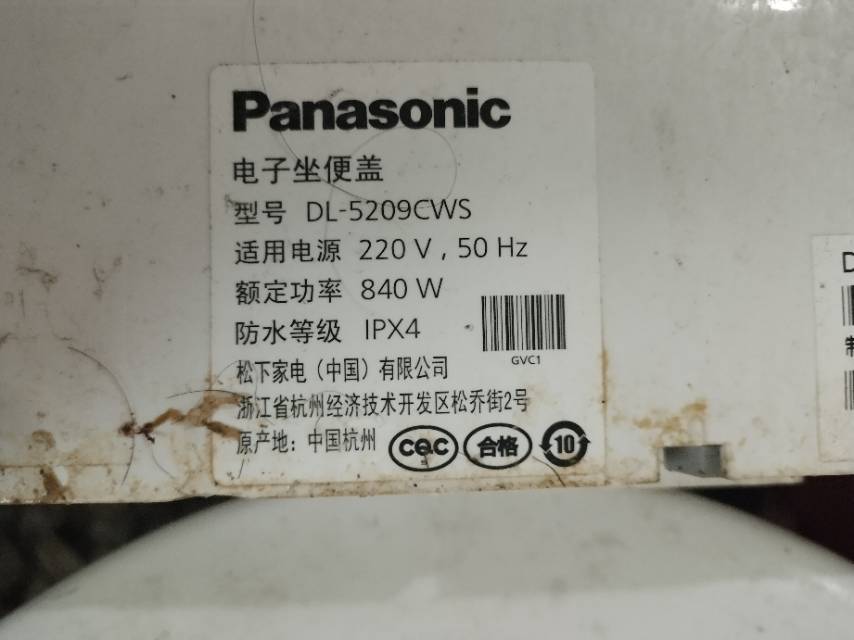 Panasonic
电子坐便盖
型号 DL-5209CWS
适用电源 220 V , 50 Hz
额定功率 840 W
防水等级 IPX4
GVC1
松下家电（中国）有限公司
浙江省杭州经济技术开发区松乔街2号
原产地：中国杭州
CQC 合格 10
D